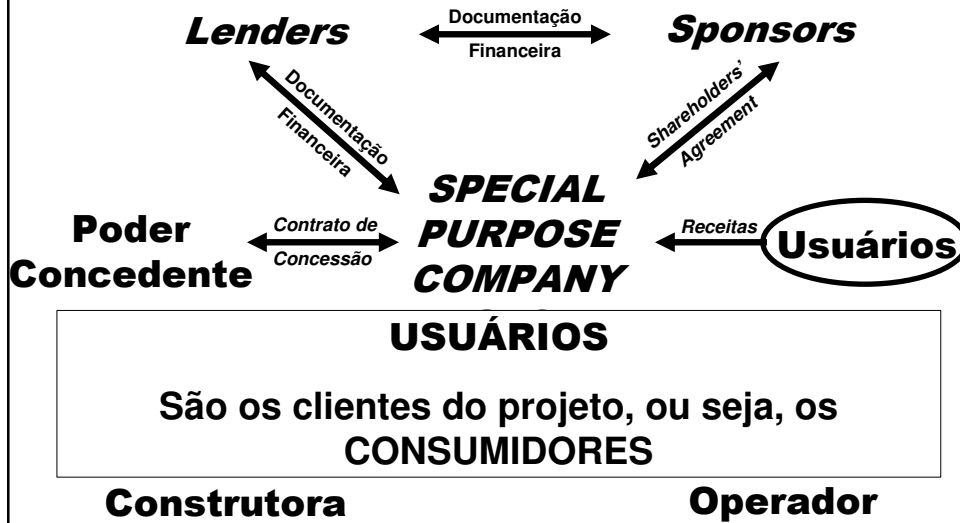 Lenders
Documentação
Financeira
Sponsors
Documentação
Financeira
Shareholders'
Agreement
SPECIAL
PURPOSE
COMPANY
Poder
Concedente
Contrato de
Concessão
Receitas
Usuários
USUÁRIOS
São os clientes do projeto, ou seja, os
CONSUMIDORES
Construtora
Operador